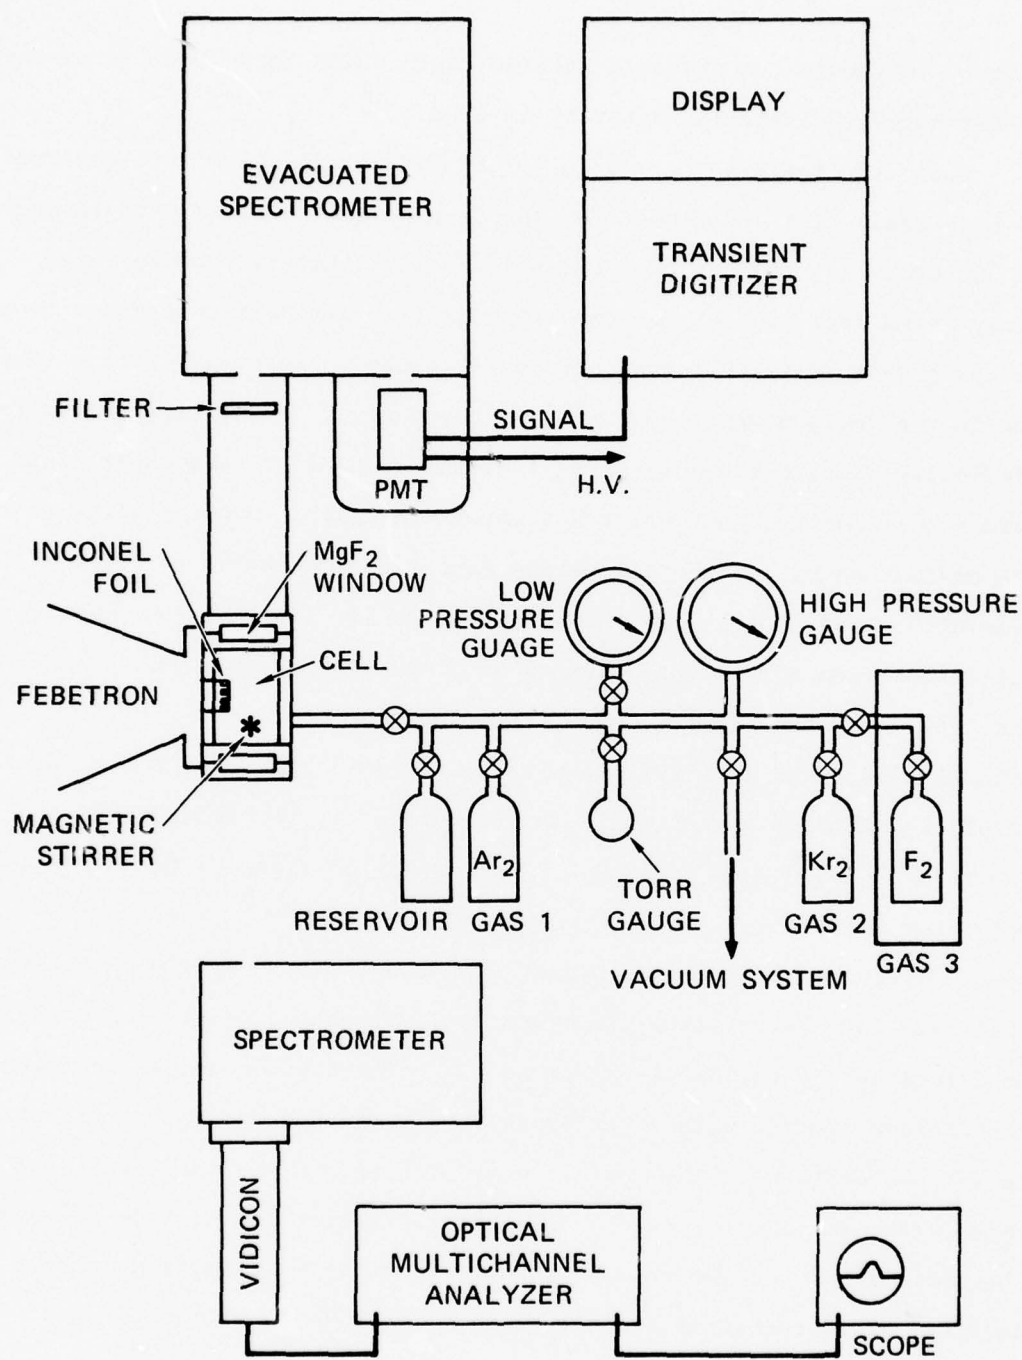 EVACUATED
SPECTROMETER
DISPLAY
TRANSIENT
DIGITIZER
FILTER
SIGNAL
PMT
H.V.
INCONEL
FOIL
MgF2
WINDOW
LOW
PRESSURE
GUAGE
HIGH PRESSURE
GAUGE
CELL
FEBETRON
MAGNETIC
STIRRER
Ar2
Kr2
F2
RESERVOIR
GAS 1
TORR
GAUGE
GAS 2
GAS 3
VACUUM SYSTEM
SPECTROMETER
VIDICON
OPTICAL
MULTICHANNEL
ANALYZER
SCOPE